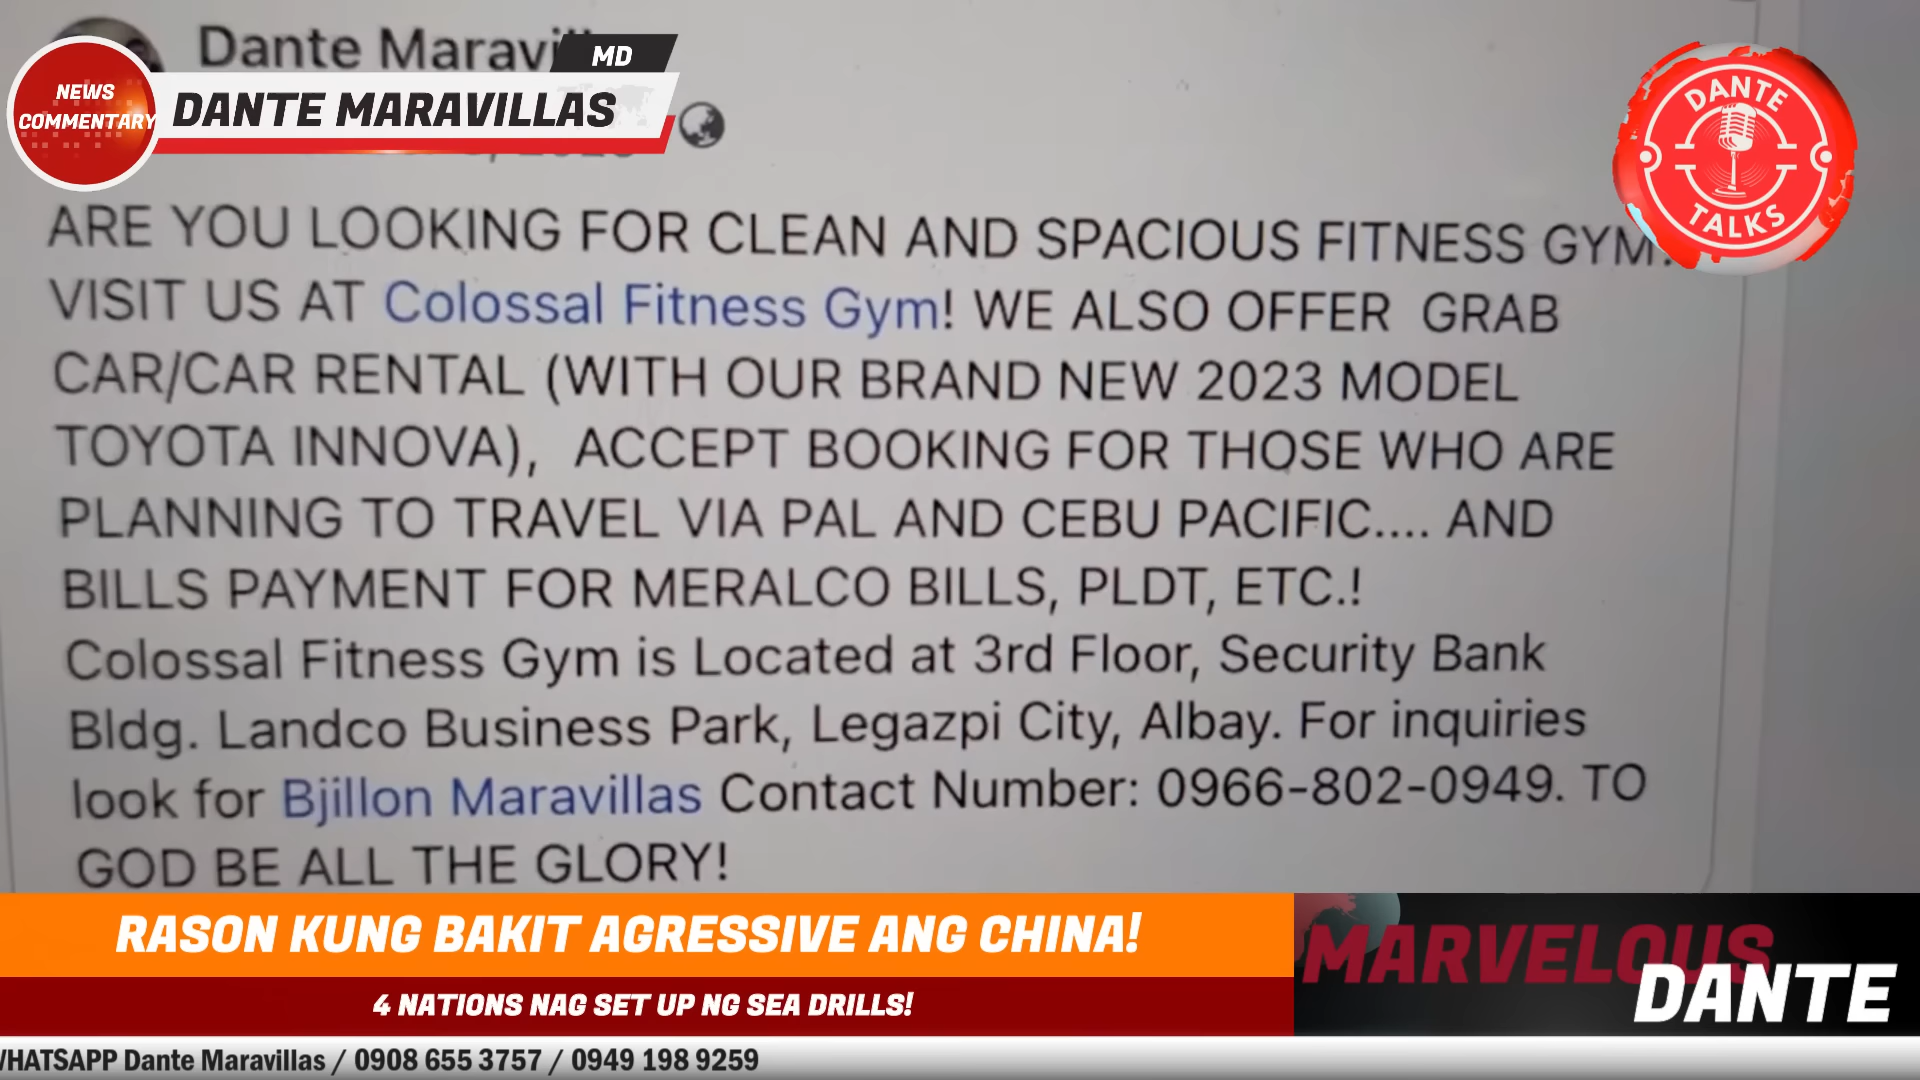 Dante Maravi
MD
NEWS
COMMENTARY
DANTE MARAVILLAS
DANTE
TALKS
ARE YOU LOOKING FOR CLEAN AND SPACIOUS FITNESS GYM
VISIT US AT Colossal Fitness Gym! WE ALSO OFFER GRAB
CAR/CAR RENTAL (WITH OUR BRAND NEW 2023 MODEL
TOYOTA INNOVA), ACCEPT BOOKING FOR THOSE WHO ARE
PLANNING TO TRAVEL VIA PAL AND CEBU PACIFIC.... AND
BILLS PAYMENT FOR MERALCO BILLS, PLDT, ETC.!
Colossal Fitness Gym is Located at 3rd Floor, Security Bank
Bldg. Landco Business Park, Legazpi City, Albay. For inquiries
look for Bjillon Maravillas Contact Number: 0966-802-0949. TO
GOD BE ALL THE GLORY!
RASON KUNG BAKIT AGRESSIVE ANG CHINA!
4 NATIONS NAG SET UP NG SEA DRILLS!
MARVELOUS
DANTE
WHATSAPP Dante Maravillas / 0908 655 3757 / 0949 198 9259